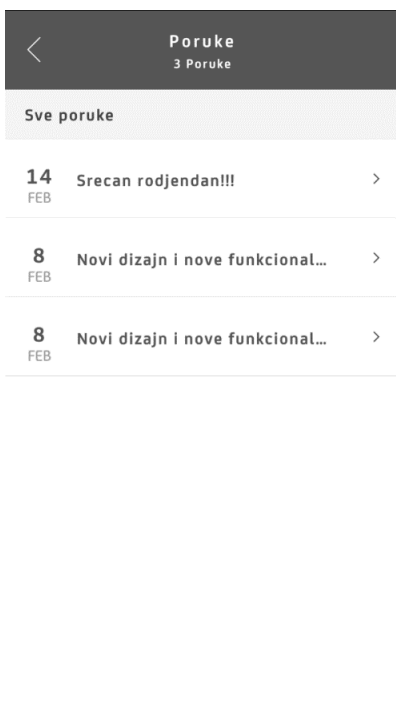 Poruke
3 Poruke
Sve poruke
14
FEB
Srecan rodjendan!!!
8
FEB
Novi dizajn i nove funkcional...
8
FEB
Novi dizajn i nove funkcional...